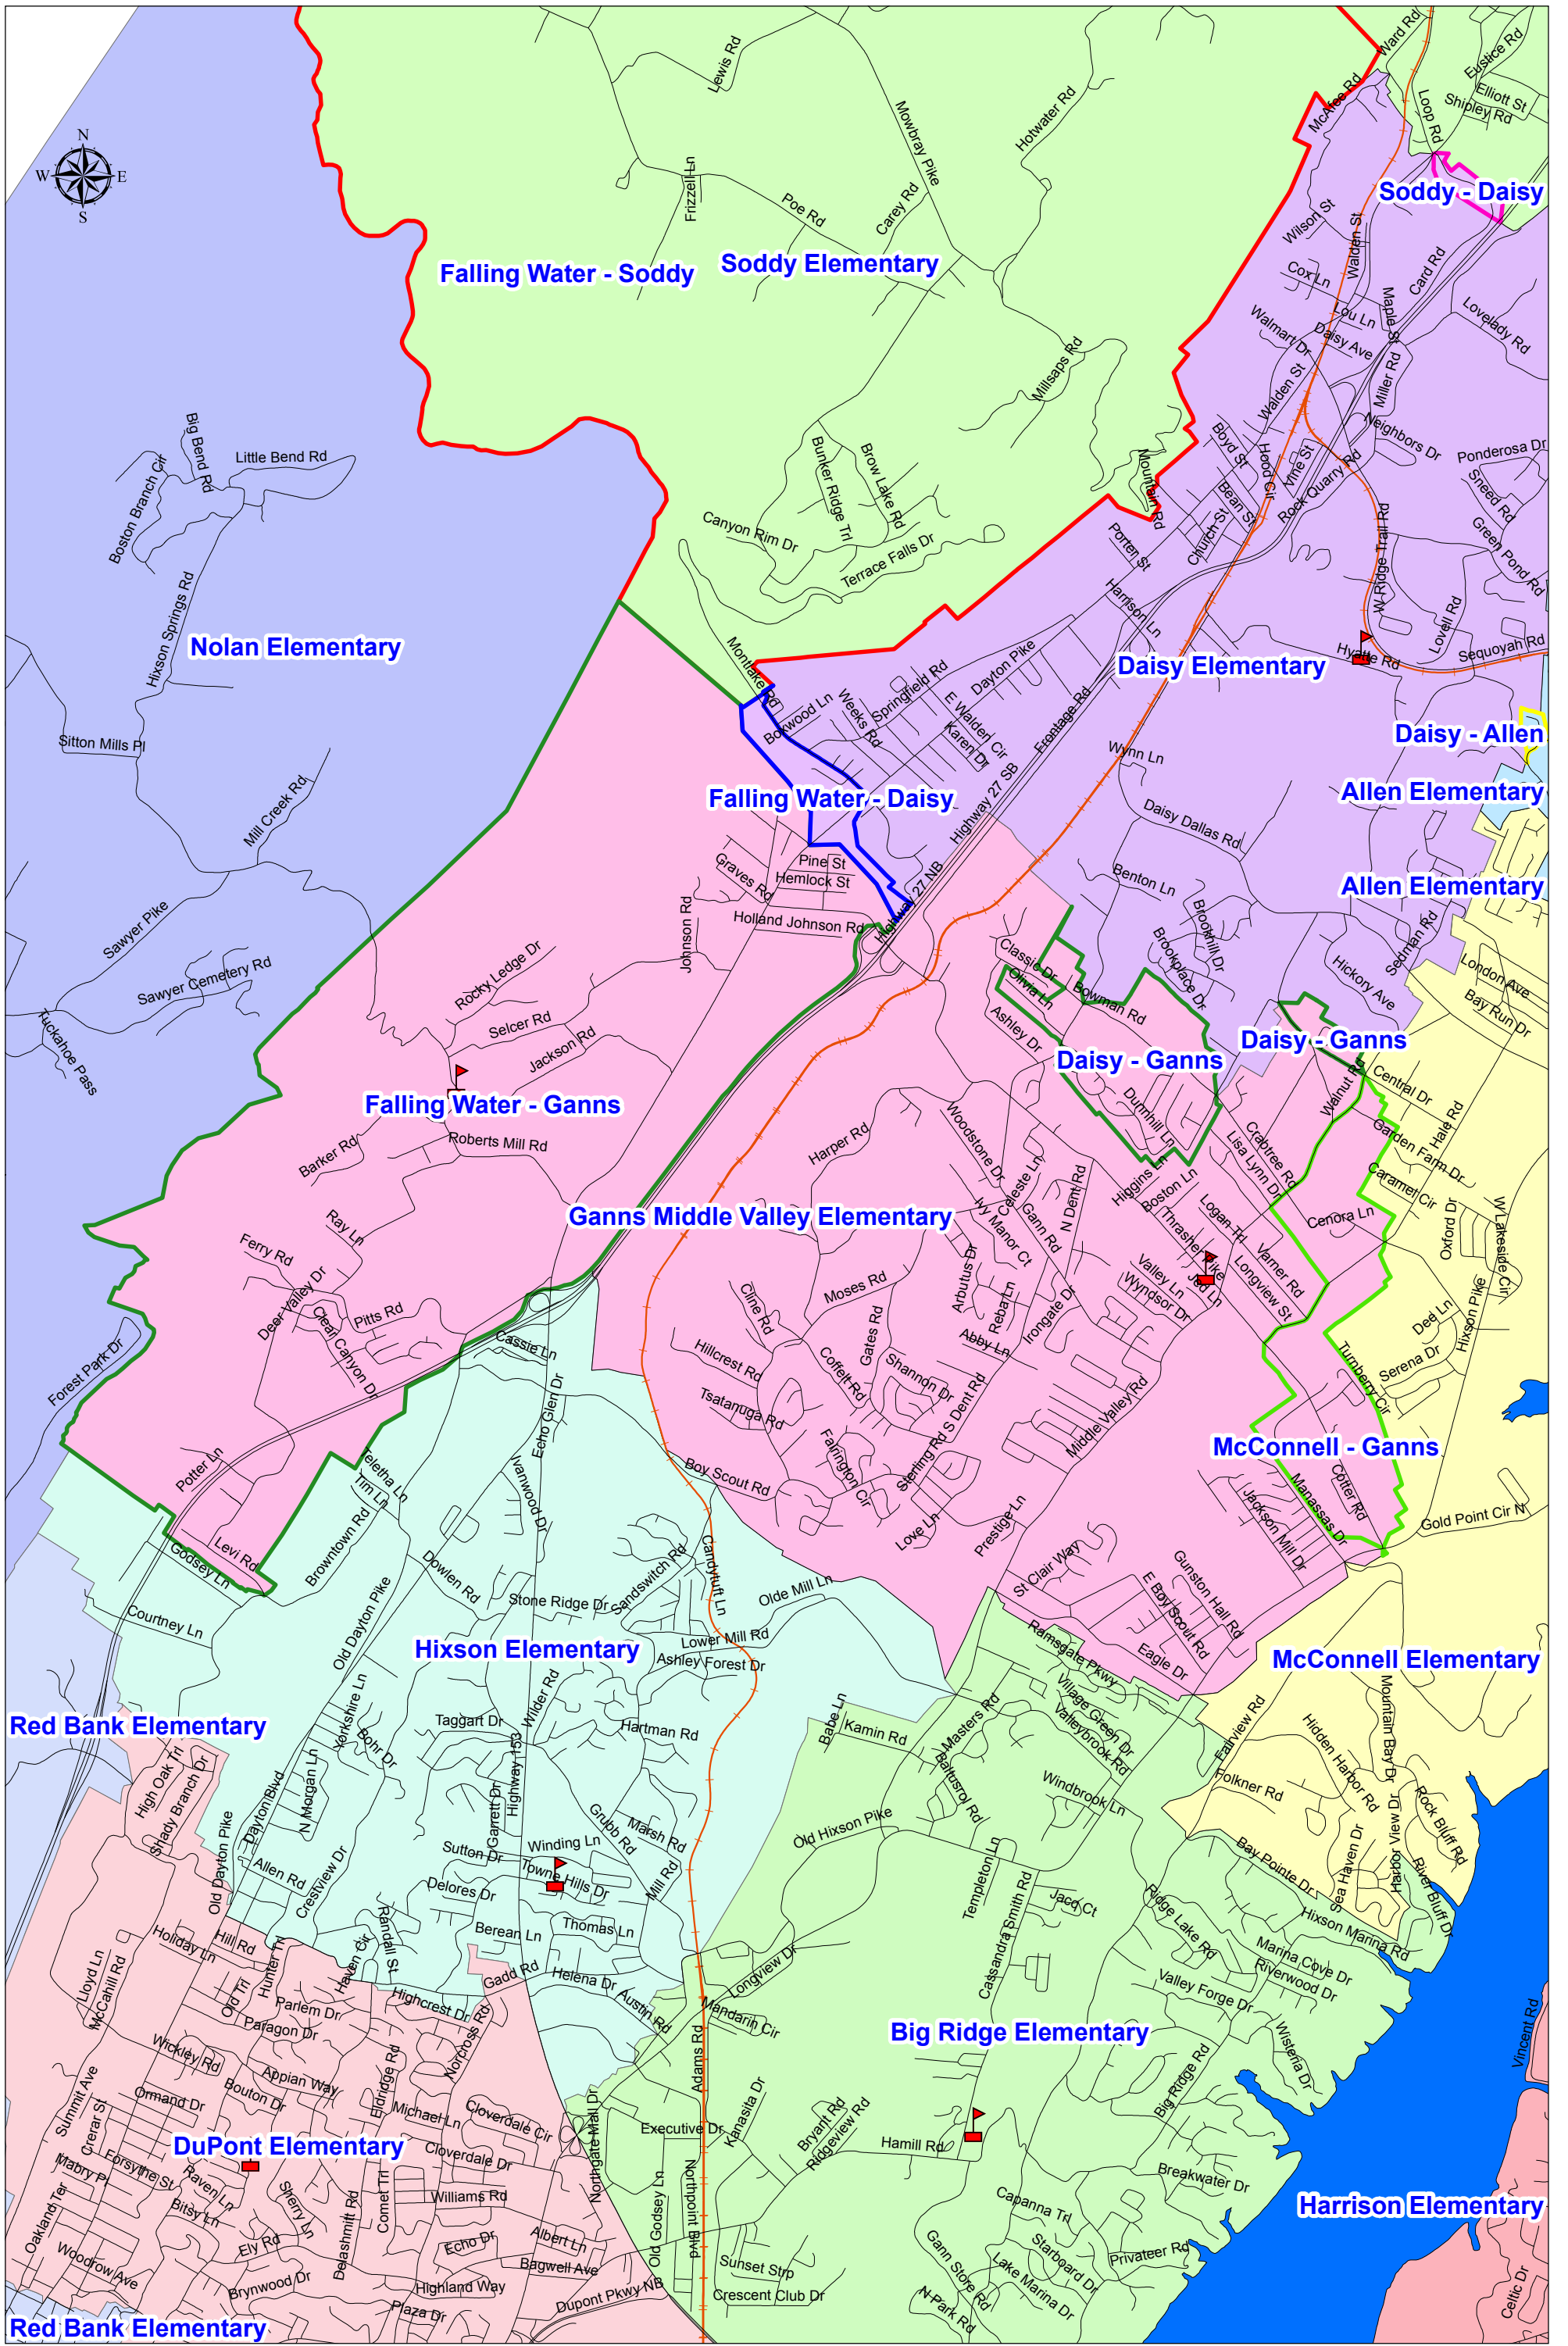 Ward Rd
Eustice Rd
Lewis Rd
Elliott St
Shipley Rd
McAfee Rd
Loop Rd
Hotwater Rd
Mowbray Pike
N
W
E
S
Frizzell Ln
Soddy - Daisy
Poe Rd
Carey Rd
Wilson St
Walden St
Falling Water - Soddy
Soddy Elementary
Cox Ln
Card Rd
Maple St
Lou Ln
Lovelady Rd
Walmart Dr
Daisy Ave
Millsaps Rd
Miller Rd
Walden St
Big Bend Rd
Little Bend Rd
Boston Branch Cir
Bunker Ridge Trl
Brow Lake Rd
Boyd St
Neighbors Dr
Ponderosa Dr
Hood Cir
Vine St
Rock Quarry Rd
Mountain Rd
Bean St
Sneed Rd
Canyon Rim Dr
Terrace Falls Dr
Porter St
Church St
W Ridge Trail Rd
Green Pond Rd
Hixson Springs Rd
Harrison Ln
Nolan Elementary
Lovell Rd
Hyatte Rd
Sequoyah Rd
Daisy Elementary
Montlake Rd
Dayton Pike
Springfield Rd
Boxwood Ln
Weeks Rd
E Walden Cir
Karen Dr
Frontage Rd
Sitton Mills Pl
Daisy - Allen
Wynn Ln
Allen Elementary
Falling Water - Daisy
Highway 27 SB
Mill Creek Rd
Daisy Dallas Rd
Pine St
Hemlock St
Graves Rd
Benton Ln
Allen Elementary
Highway 27 NB
Holland Johnson Rd
Johnson Rd
Sawyer Pike
Brookhill Dr
Brookplace Dr
Sedman Rd
Hickory Ave
London Ave
Bay Run Dr
Classic Dr
Olivia Ln
Bowman Rd
Rocky Ledge Dr
Sawyer Cemetery Rd
Selcer Rd
Jackson Rd
Ashley Dr
Tuckahoe Pass
Daisy - Ganns
Daisy - Ganns
Walnut Rd
Central Dr
Falling Water - Ganns
Dunnhill Ln
Hale Rd
Roberts Mill Rd
Barker Rd
Harper Rd
Woodstone Dr
Crabtree Rd
Lisa Lynn Dr
Garden Farm Dr
Caramet Cir
Higgins Ln
Boston Ln
Celeste Ln
N Dent Rd
Ivy Manor Ct
Gann Rd
Logan Trl
Cenora Ln
Oxford Dr
W Lakeside Cir
Ganns Middle Valley Elementary
Ray Ln
Ferry Rd
Thrasher Pike
Varner Rd
Longview St
Jed Ln
Deer Valley Dr
Pitts Rd
Clean Canyon Dr
Moses Rd
Cline Rd
Arbutus Dr
Reba Ln
Irongate Dr
Valley Ln
Wyndsor Dr
Dee Ln
Hixson Pike
Abby Ln
Forest Park Dr
Cassie Ln
Hillcrest Rd
Gates Rd
Coffelt Rd
Shannon Dr
Serena Dr
Turnberry Cir
Tsatanuga Rd
Echo Glen Dr
Fairington Cir
S Dent Rd
Sterling Rd
Middle Valley Rd
McConnell - Ganns
Potter Ln
Teletha Ln
Tim Ln
Ivanwood Dr
Boy Scout Rd
Cotter Rd
Manassas Dr
Jackson Mill Dr
Gold Point Cir N
Love Ln
Prestige Ln
Levi Rd
Godsey Ln
Browntown Rd
Dowlen Rd
Candytuft Ln
Sandswitch Rd
Olde Mill Ln
St Clair Way
E Boy Scout Rd
Gunston Hall Rd
Courtney Ln
Stone Ridge Dr
Old Dayton Pike
Lower Mill Rd
Ashley Forest Dr
Hixson Elementary
Ramsgate Pkwy
Eagle Dr
McConnell Elementary
Village Green Dr
Valleybrook Rd
Mountain Bay Dr
Red Bank Elementary
Yorkshire Ln
Bohr Dr
Taggart Dr
Wilder Rd
Hartman Rd
Babe Ln
Kamin Rd
Masters Rd
Baltusrol Rd
Fairview Rd
Hidden Harbor Rd
High Oak Trl
Shady Branch Dr
N Morgan Ln
Dayton Blvd
Highway 153
Garrett Dr
Grubb Rd
Marsh Rd
Windbrook Ln
Folkner Rd
Rock Bluff Rd
Old Hixson Pike
Harbor View Dr
Sea Haven Dr
Bay Pointe Dr
River Bluff Dr
Old Dayton Pike
Allen Rd
Crestview Dr
Sutton Dr
Winding Ln
Towne Hills Dr
Mill Rd
Delores Dr
Templeton Ln
Cassandra Smith Rd
Jacq Ct
Ridge Lake Rd
Hixson Marina Rd
Holiday Ln
Hill Rd
Randall St
Berean Ln
Thomas Ln
Marina Cove Dr
Riverwood Dr
Lloyd Ln
McCahill Rd
Hunter Trl
Old Trl
Haven Cir
Gadd Rd
Helena Dr
Austin Rd
Longview Dr
Valley Forge Dr
Parlem Dr
Paragon Dr
Highcrest Dr
Norcross Rd
Mandarin Cir
Adams Rd
Big Ridge Elementary
Wisteria Dr
Vincent Rd
Wickley Rd
Summit Ave
Appian Way
Bouton Dr
Eldridge Rd
Ormand Dr
Crerar St
Michael Ln
Cloverdale Cir
Northgate Mall Dr
Executive Dr
Kanasita Dr
Bryant Rd
Ridgeview Rd
Hamill Rd
Big Ridge Rd
DuPont Elementary
Cloverdale Dr
Mabry Pl
Forsythe St
Raven Ln
Bitsy Ln
Sherry Ln
Comet Trl
Williams Rd
Old Godsey Ln
Northpoint Blvd
Breakwater Dr
Capanna Trl
Harrison Elementary
Oakland Ter
Woodrow Ave
Ely Rd
Delashmitt Rd
Echo Dr
Albert Ln
Bagwell Ave
Sunset Strp
Gann Store Rd
Starboard Dr
Lake Marina Dr
Privateer Rd
Brynwood Dr
Highland Way
Dupont Pkwy NB
Crescent Club Dr
N Park Rd
Celtic Dr
Plaza Dr
Red Bank Elementary